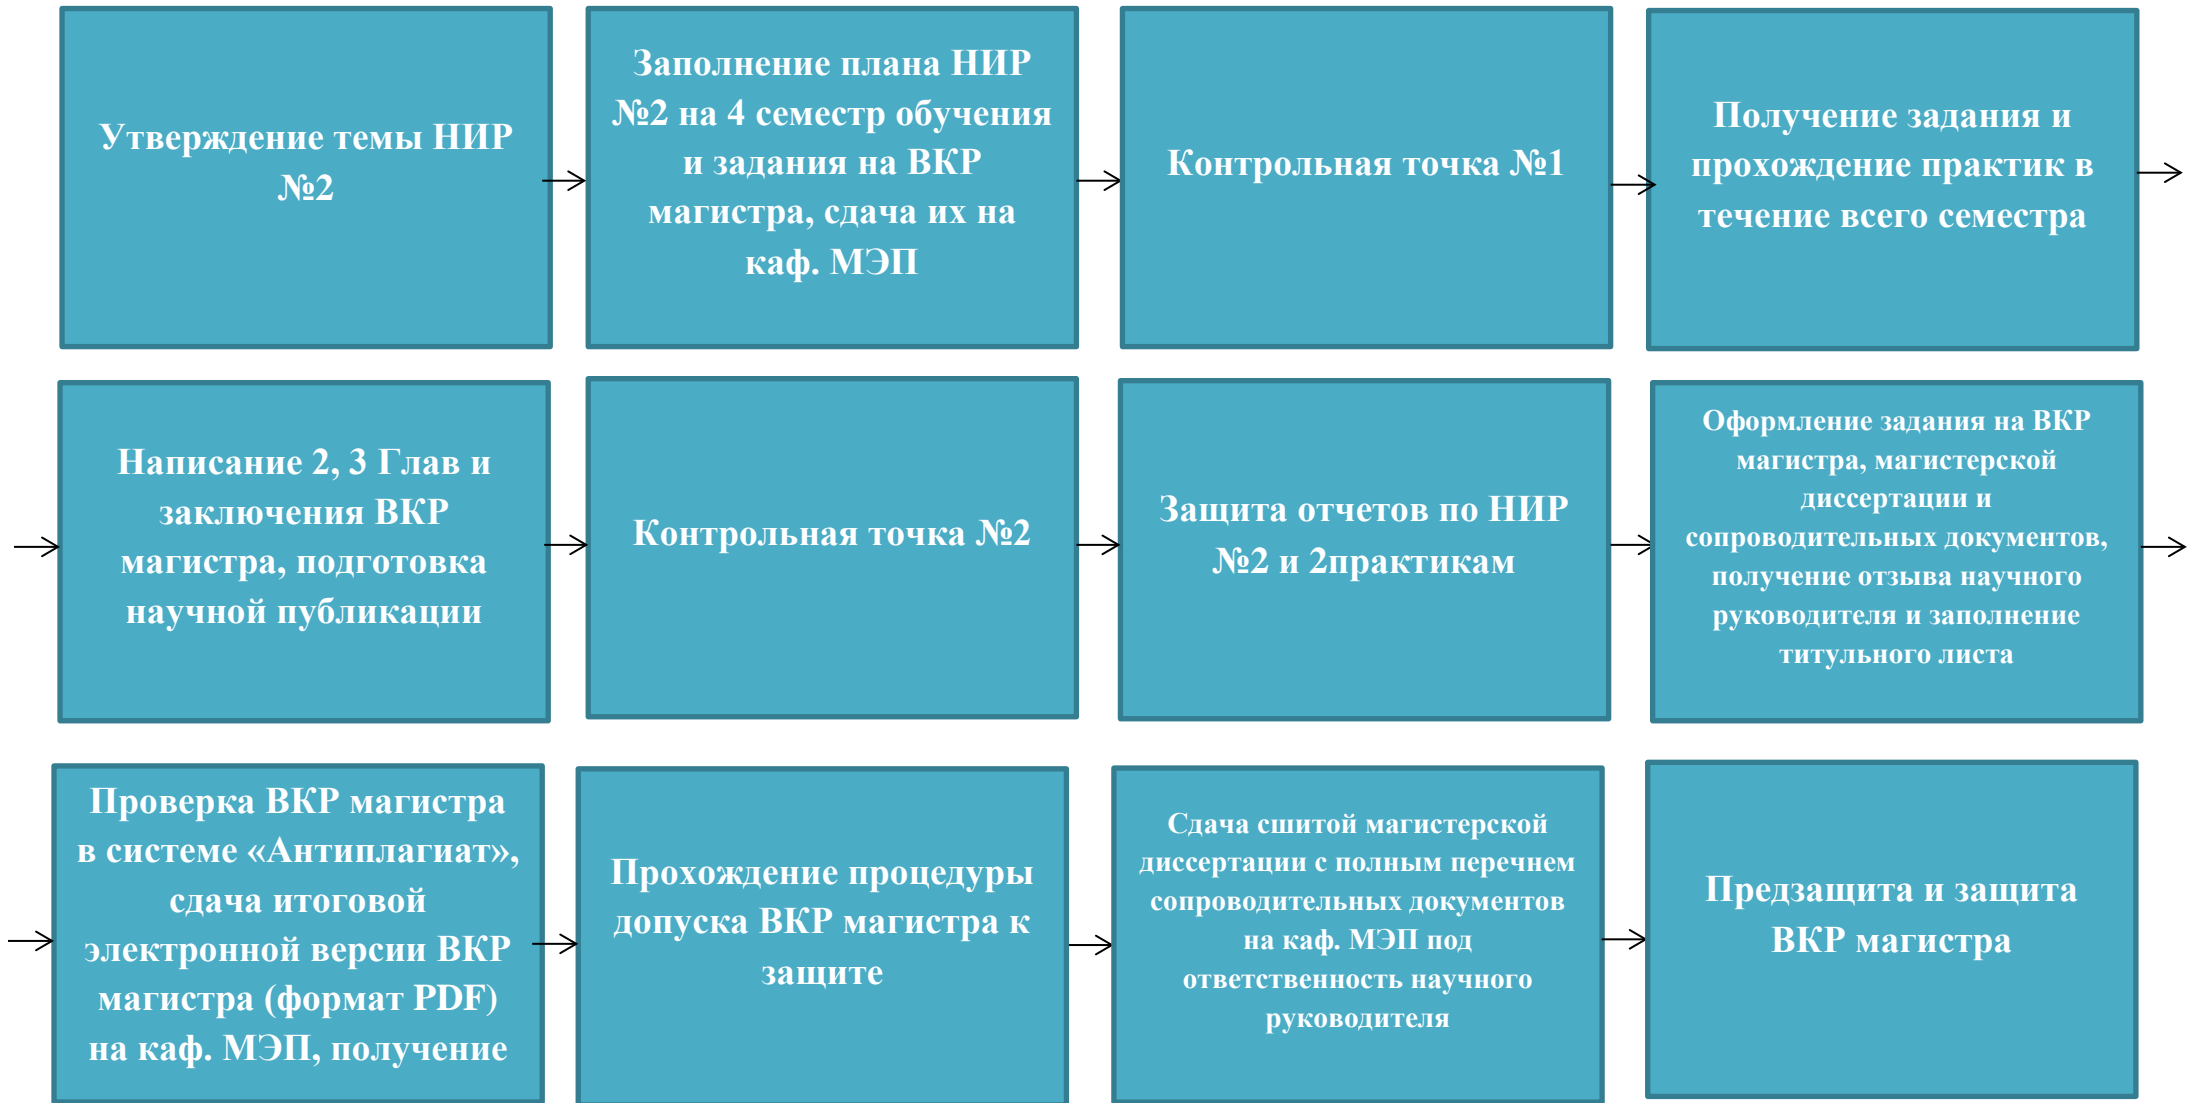 Утверждение темы НИР
№2
Заполнение плана НИР
№2 на 4 семестр обучения
и задания на ВКР
магистра, сдача их на
каф. МЭП
Контрольная точка №1
Получение задания и
прохождение практик в
течение всего семестра
Написание 2, 3 Глав и
заключения ВКР
магистра, подготовка
научной публикации
Контрольная точка №2
Защита отчетов по НИР
№2 и 2практикам
Оформление задания на ВКР
магистра, магистерской
диссертации и
сопроводительных документов,
получение отзыва научного
руководителя и заполнение
титульного листа
Проверка ВКР магистра
в системе «Антиплагиат»,
сдача итоговой
электронной версии ВКР
магистра (формат PDF)
на каф. МЭП, получение
Прохождение процедуры
допуска ВКР магистра к
защите
Сдача сшитой магистерской
диссертации с полным перечнем
сопроводительных документов
на каф. МЭП под
ответственность научного
руководителя
Предзащита и защита
ВКР магистра